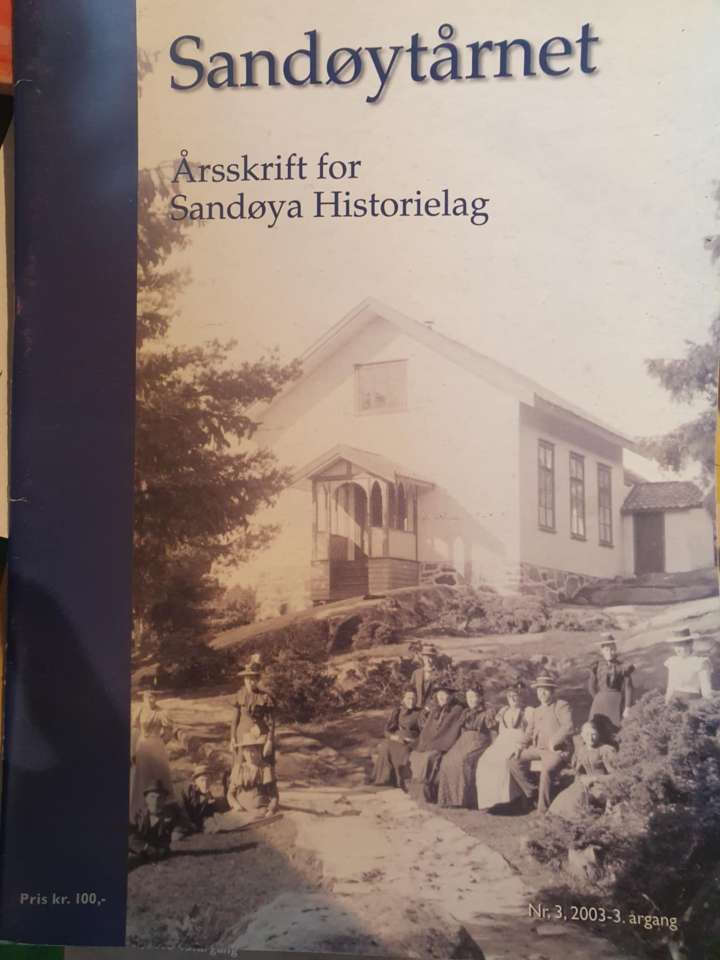 Sandøytårnet
Årsskrift for
Sandøya Historielag
Pris kr. 100,-
Nr. 3, 2003-3. årgang